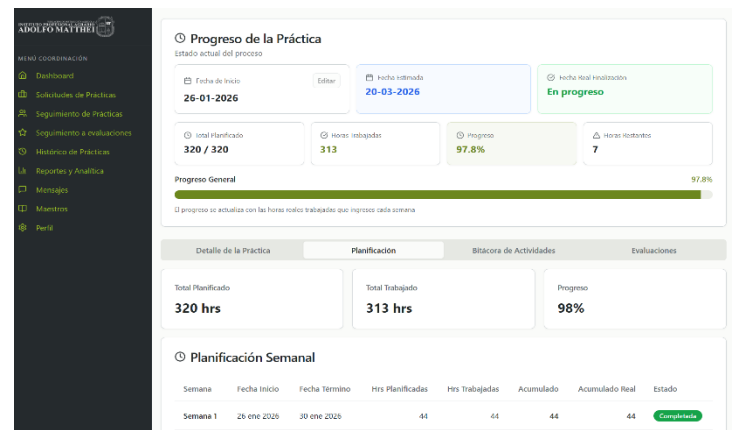 INSTITUTO PROFESIONAL AGRARIO
ADOLFO MATTHEI
MENÚ COORDINACIÓN
Dashboard
Solicitudes de Prácticas
Seguimiento de Prácticas
Seguimiento a evaluaciones
Histórico de Prácticas
Reportes y Analítica
Mensajes
Maestros
Perfil
Progreso de la Práctica
Estado actual del proceso
Fecha de Inicio
Editar
26-01-2026
Fecha Estimada
20-03-2026
Fecha Real Finalización
En progreso
Total Planificado
320 / 320
Horas Trabajadas
313
Progreso
97.8%
Horas Restantes
7
Progreso General 97.8%
El progreso se actualiza con las horas reales trabajadas que ingreses cada semana
Detalle de la Práctica Planificación Bitácora de Actividades Evaluaciones
Total Planificado
320 hrs
Total Trabajado
313 hrs
Progreso
98%
Planificación Semanal
Semana Fecha Inicio Fecha Término Hrs Planificadas Hrs Trabajadas Acumulado Acumulado Real Estado
Semana 1 26 ene 2026 30 ene 2026 44 44 44 44 Completada